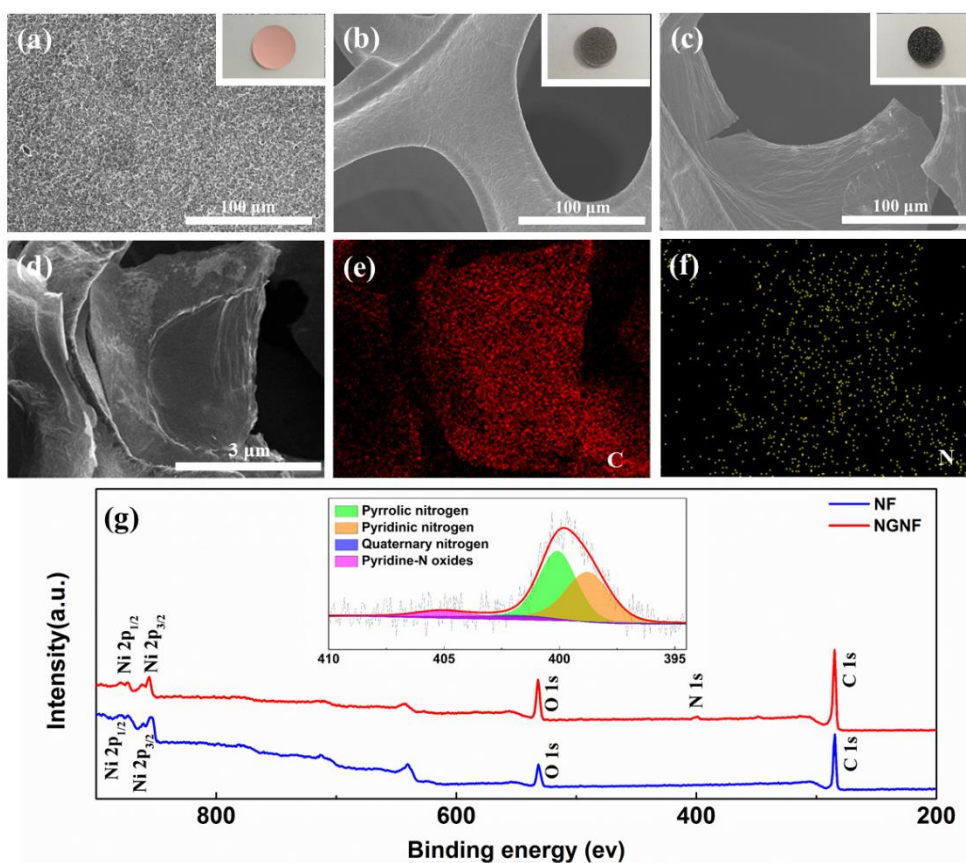 (a)
100 μm
(b)
100 μm
(c)
100 μm
(d)
3 μm
(e)
C
(f)
N
(g)
Pyrrolic nitrogen
Pyridinic nitrogen
Quaternary nitrogen
Pyridine-N oxides
410 405 400 395
NF
NGNF
Ni 2p1/2
Ni 2p3/2
O 1s
N 1s
C 1s
Ni 2p1/2
Ni 2p3/2
O 1s
C 1s
Intensity(a.u.)
800 600 400 200
Binding energy (ev)